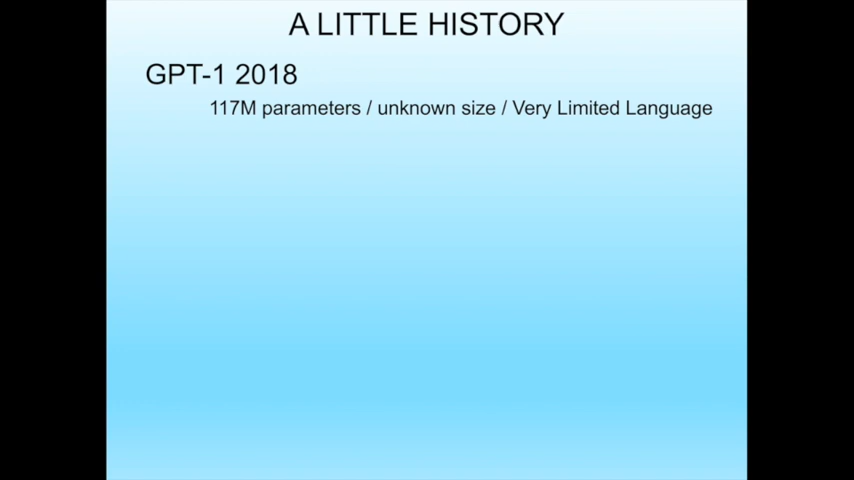 A LITTLE HISTORY
GPT-1 2018
117M parameters / unknown size / Very Limited Language